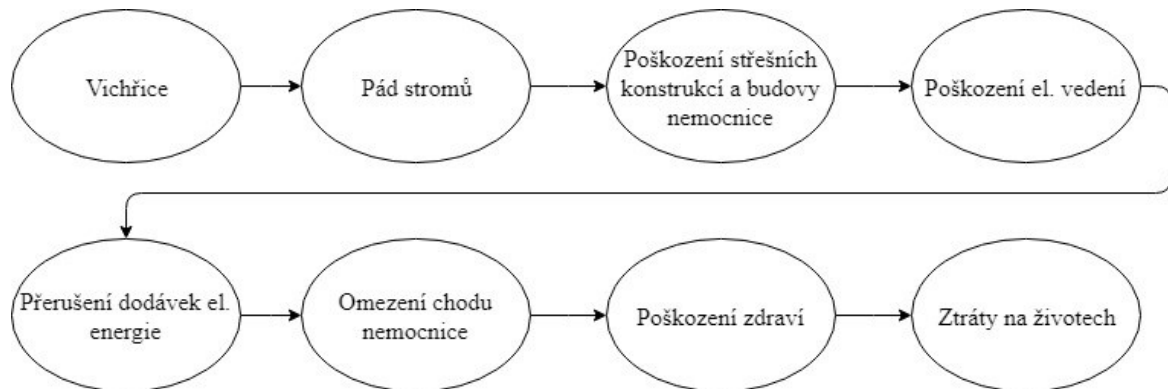 Vichřice
Pád stromů
Poškození střešních
konstrukcí a budovy
nemocnice
Poškození el. vedení
Přerušení dodávek el.
energie
Omezení chodu
nemocnice
Poškození zdraví
Ztráty na životech